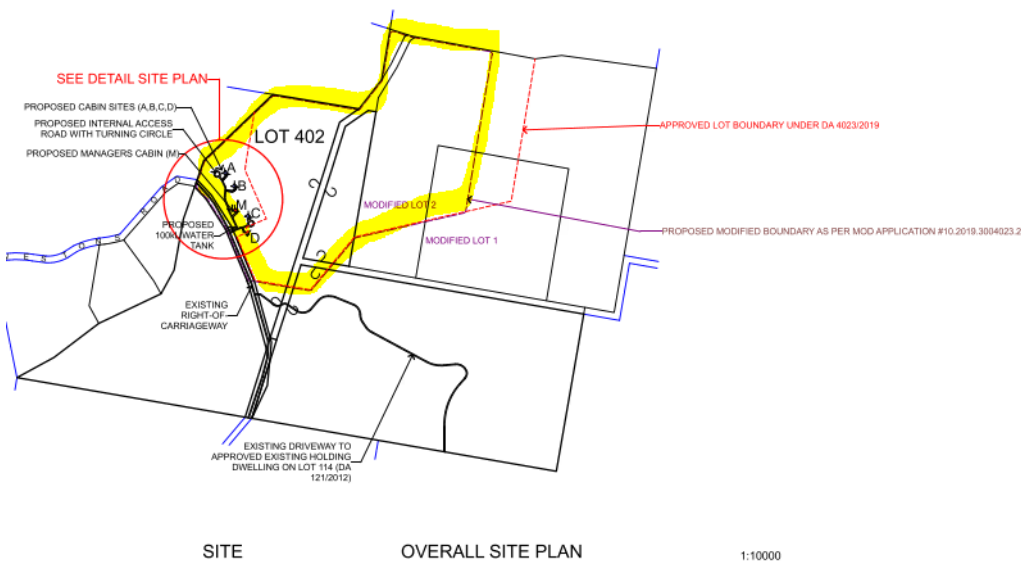 SEE DETAIL SITE PLAN
PROPOSED CABIN SITES (A,B,C,D)
PROPOSED INTERNAL ACCESS
ROAD WITH TURNING CIRCLE
PROPOSED MANAGERS CABIN (M)
LOT 402
A
B
M
C
D
PROPOSED
100kL WATER
TANK
APPROVED LOT BOUNDARY UNDER DA 4023/2019
MODIFIED LOT 2
MODIFIED LOT 1
PROPOSED MODIFIED BOUNDARY AS PER MOD APPLICATION #10.2019.3004023.2
ROAD
EXISTING
RIGHT-OF
CARRIAGEWAY
EXISTING DRIVEWAY TO
APPROVED EXISTING HOLDING
DWELLING ON LOT 114 (DA
121/2012)
SITE
OVERALL SITE PLAN
1:10000